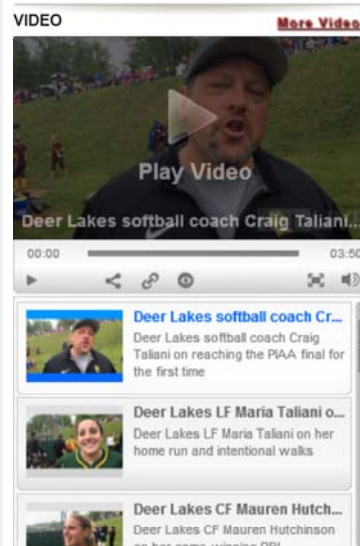 VIDEO
More Video
Play Video
Deer Lakes softball coach Craig Taliani...
00:00
03:50
Deer Lakes softball coach Cr...
Deer Lakes softball coach Craig
Taliani on reaching the PIAA final for
the first time
Deer Lakes LF Maria Taliani o...
Deer Lakes LF Maria Taliani on her
home run and intentional walks
Deer Lakes CF Mauren Hutch...
Deer Lakes CF Mauren Hutchinson